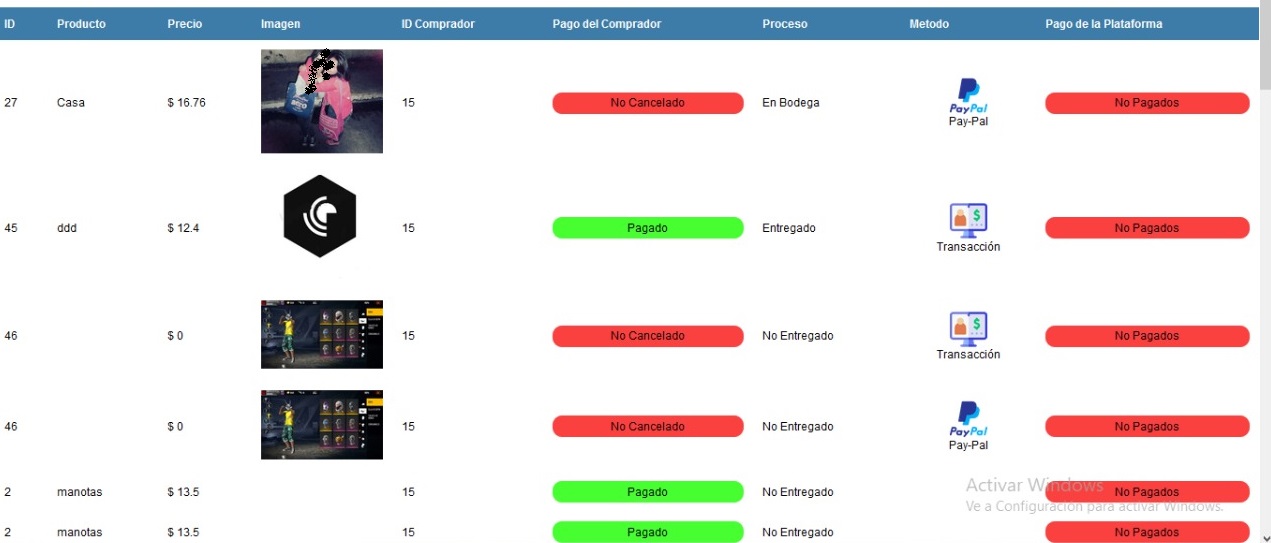 ID Producto Precio Imagen ID Comprador Pago del Comprador Proceso Metodo Pago de la Plataforma
27 Casa $ 16.76 15 No Cancelado En Bodega PayPal No Pagados
Pay-Pal
45 ddd $ 12.4 15 Pagado Entregado $ No Pagados
Transacción
46 $ 0 15 No Cancelado No Entregado $ No Pagados
Transacción
46 $ 0 15 No Cancelado No Entregado PayPal No Pagados
Pay-Pal
2 manotas $ 13.5 15 Pagado No Entregado No Pagados
Activar Windows
Ve a Configuración para activar Windows.
2 manotas $ 13.5 15 Pagado No Entregado No Pagados